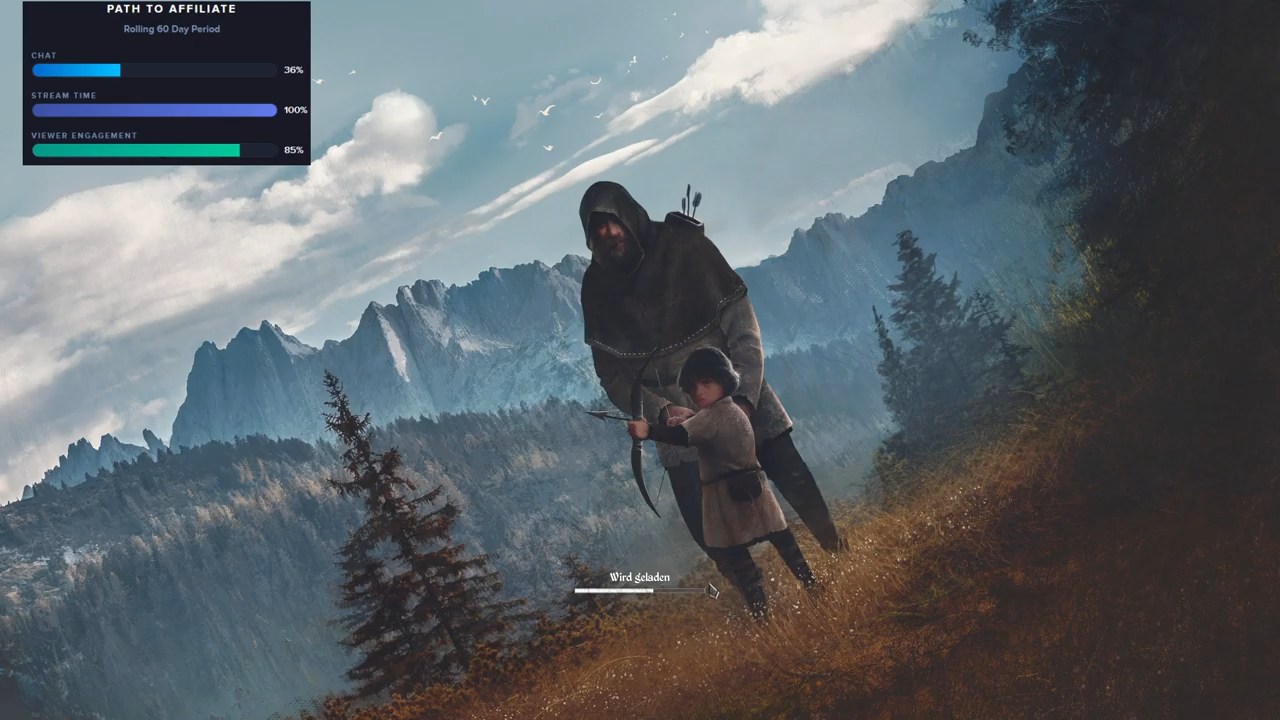 PATH TO AFFILIATE
Rolling 60 Day Period
CHAT
36%
STREAM TIME
100%
VIEWER ENGAGEMENT
85%
Wird geladen